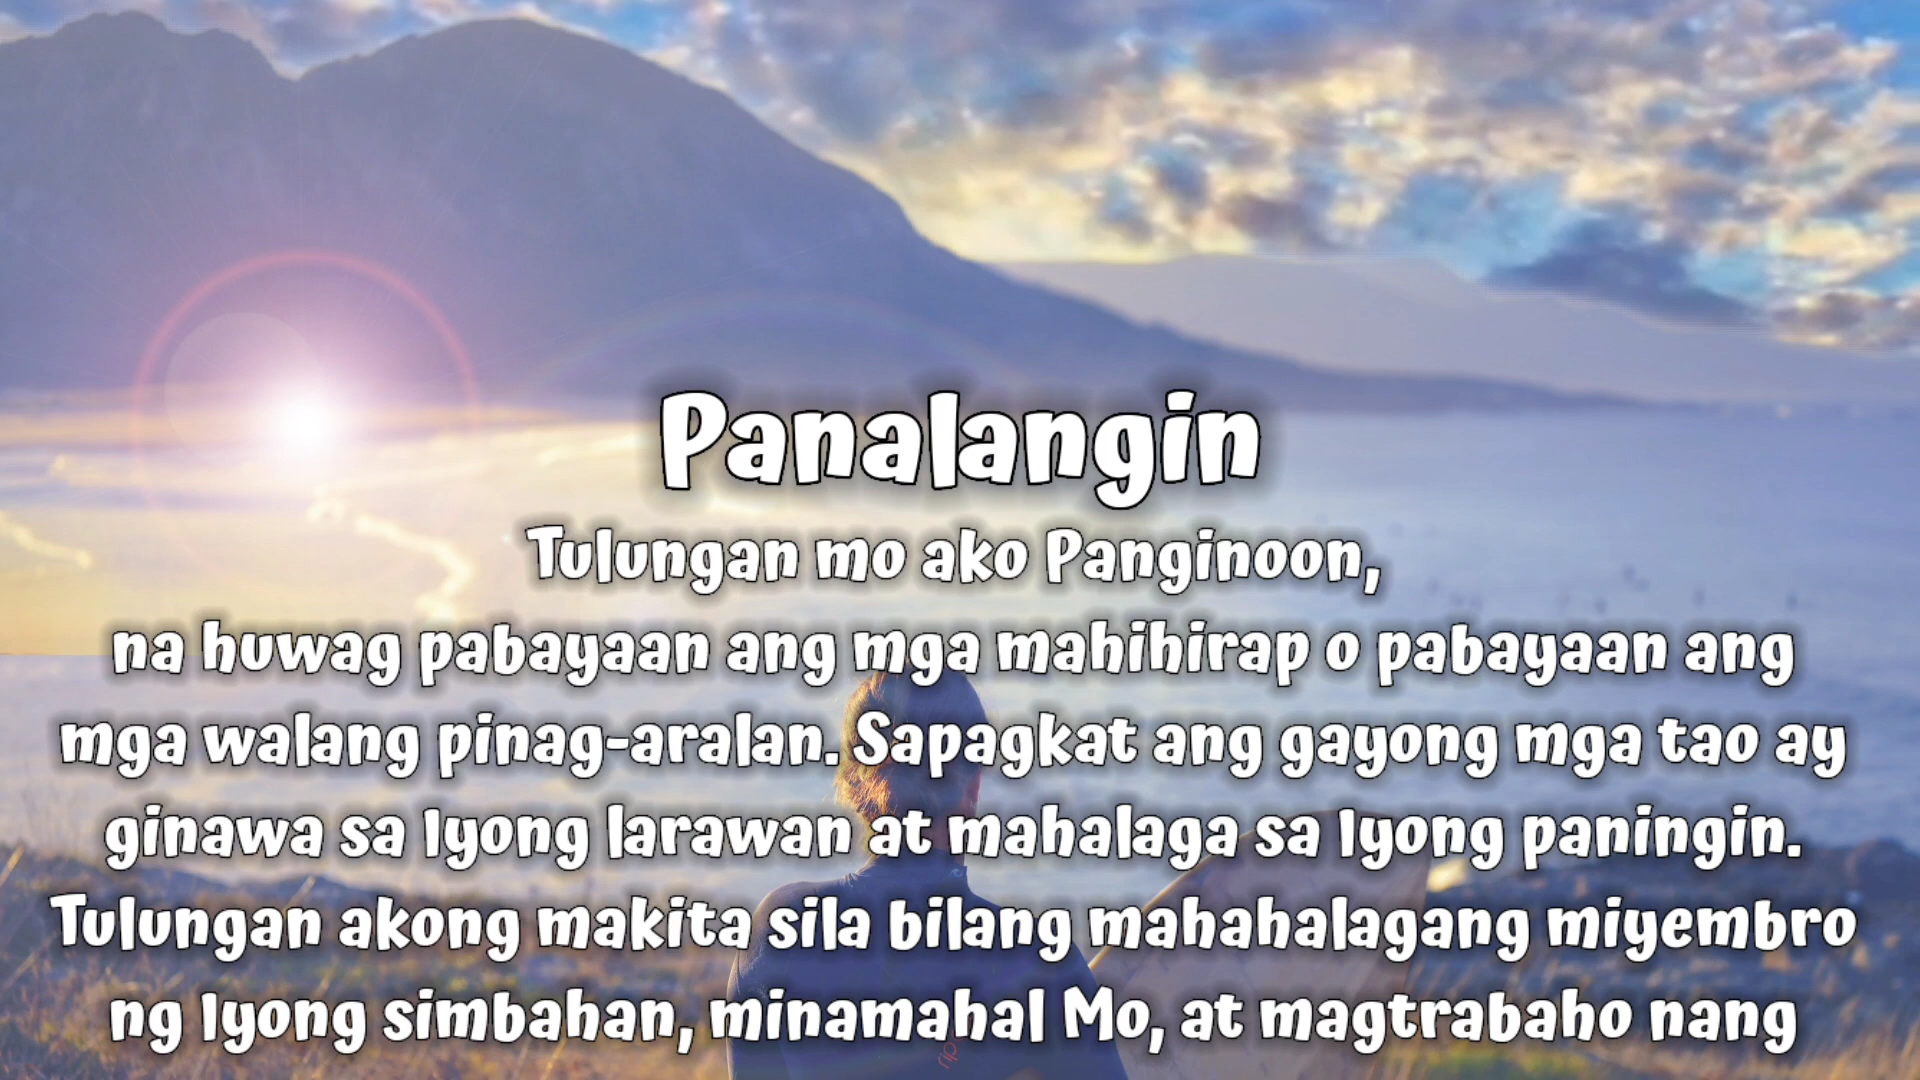 Panalangin
Tulungan mo ako Panginoon,
na huwag pabayaan ang mga mahihirap o pabayaan ang
mga walang pinag-aralan. Sapagkat ang gayong mga tao ay
ginawa sa Iyong larawan at mahalaga sa Iyong paningin.
Tulungan akong makita sila bilang mahahalagang miyembro
ng Iyong simbahan, minamahal Mo, at magtrabaho nang